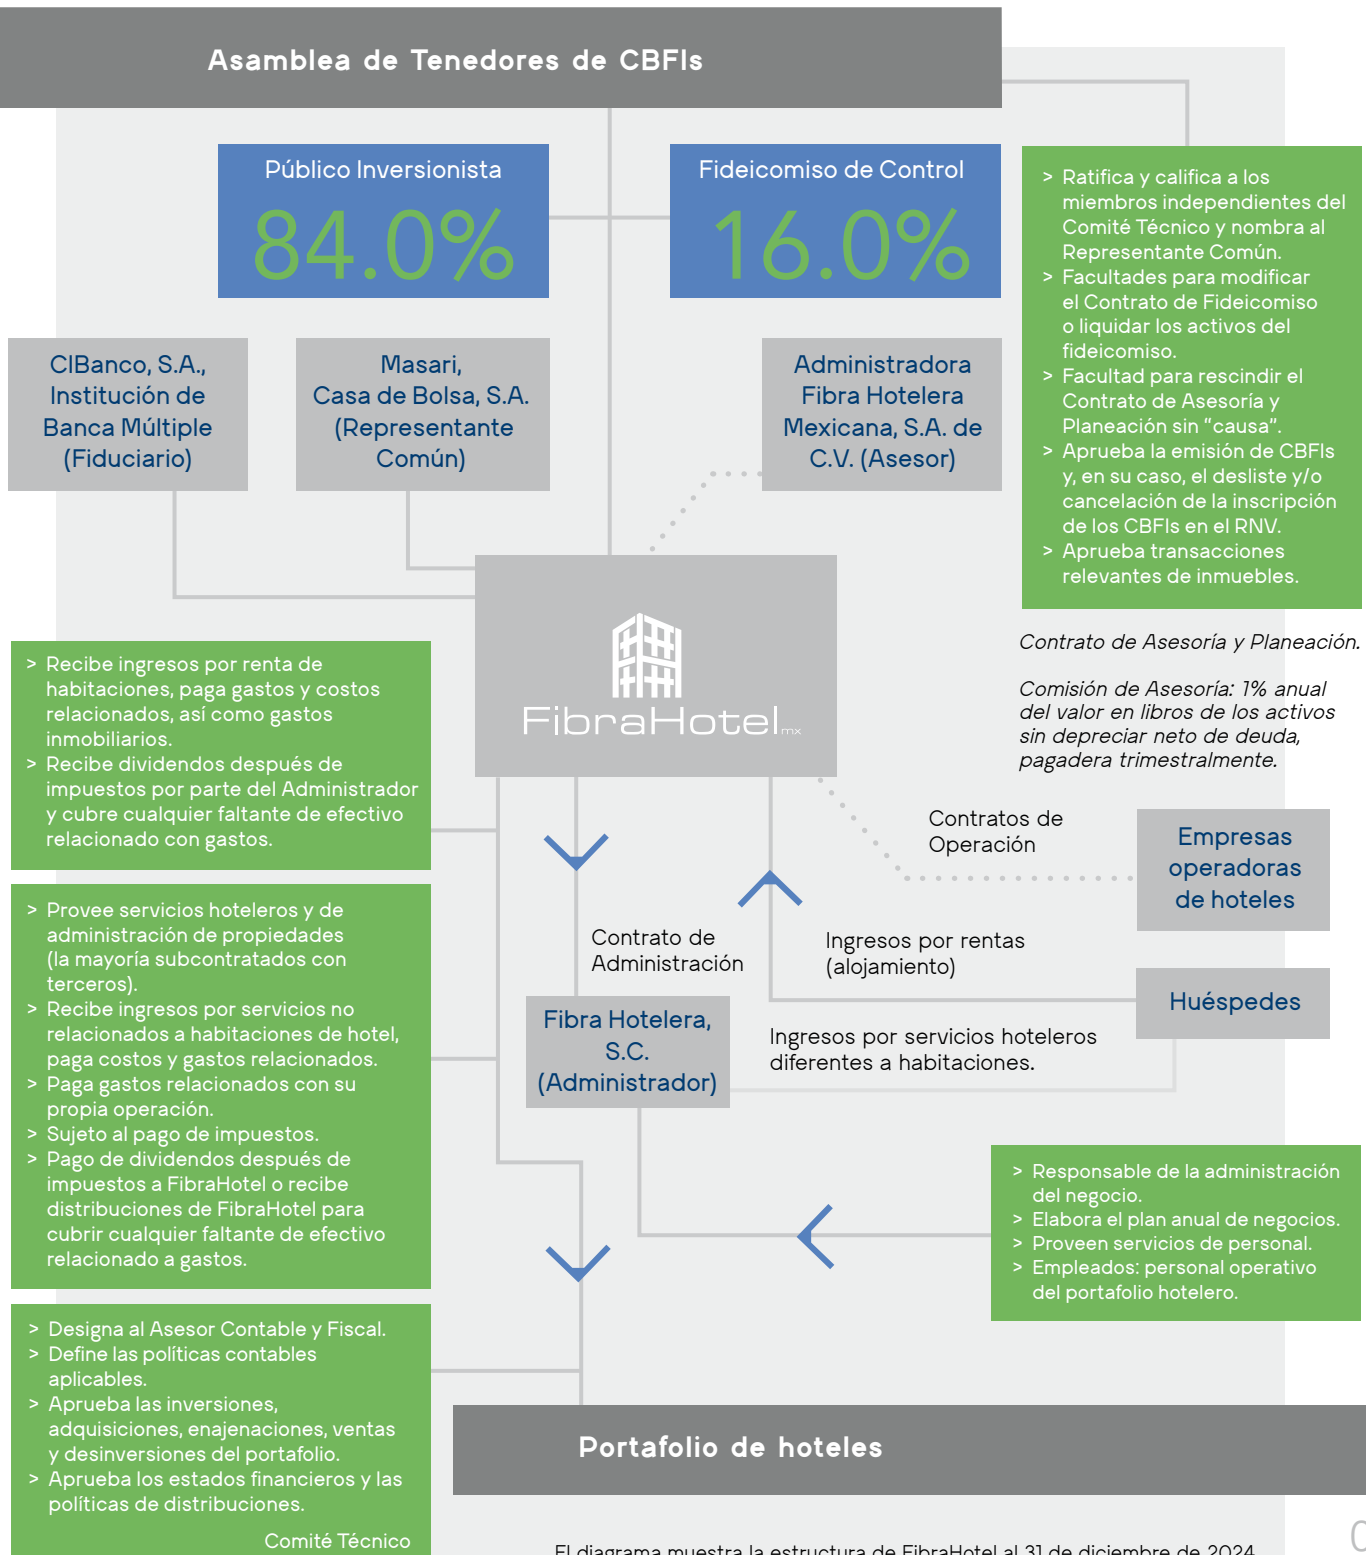 Asamblea de Tenedores de CBFIs
Público Inversionista
84.0%
Fideicomiso de Control
16.0%
> Ratifica y califica a los
miembros independientes del
Comité Técnico y nombra al
Representante Común.
> Facultades para modificar
el Contrato de Fideicomiso
o liquidar los activos del
fideicomiso.
> Facultad para rescindir el
Contrato de Asesoría y
Planeación sin "causa".
> Aprueba la emisión de CBFIs
y, en su caso, el desliste y/o
cancelación de la inscripción
de los CBFIs en el RNV.
> Aprueba transacciones
relevantes de inmuebles.
CIBanco, S.A.,
Institución de
Banca Múltiple
(Fiduciario)
Masari,
Casa de Bolsa, S.A.
(Representante
Común)
Administradora
Fibra Hotelera
Mexicana, S.A. de
C.V. (Asesor)
FibraHotel mx
Contrato de Asesoría y Planeación.
Comisión de Asesoría: 1% anual
del valor en libros de los activos
sin depreciar neto de deuda,
pagadera trimestralmente.
> Recibe ingresos por renta de
habitaciones, paga gastos y costos
relacionados, así como gastos
inmobiliarios.
> Recibe dividendos después de
impuestos por parte del Administrador
y cubre cualquier faltante de efectivo
relacionado con gastos.
Contratos de
Operación
Empresas
operadoras
de hoteles
> Provee servicios hoteleros y de
administración de propiedades
(la mayoría subcontratados con
terceros).
> Recibe ingresos por servicios no
relacionados a habitaciones de hotel,
paga costos y gastos relacionados.
> Paga gastos relacionados con su
propia operación.
> Sujeto al pago de impuestos.
> Pago de dividendos después de
impuestos a FibraHotel o recibe
distribuciones de FibraHotel para
cubrir cualquier faltante de efectivo
relacionado a gastos.
Contrato de
Administración
Ingresos por rentas
(alojamiento)
Huéspedes
Fibra Hotelera,
S.C.
(Administrador)
Ingresos por servicios hoteleros
diferentes a habitaciones.
> Responsable de la administración
del negocio.
> Elabora el plan anual de negocios.
> Proveen servicios de personal.
> Empleados: personal operativo
del portafolio hotelero.
> Designa al Asesor Contable y Fiscal.
> Define las políticas contables
aplicables.
> Aprueba las inversiones,
adquisiciones, enajenaciones, ventas
y desinversiones del portafolio.
> Aprueba los estados financieros y las
políticas de distribuciones.
Comité Técnico
Portafolio de hoteles
El diagrama muestra la estructura de FibraHotel al 31 de diciembre de 2024